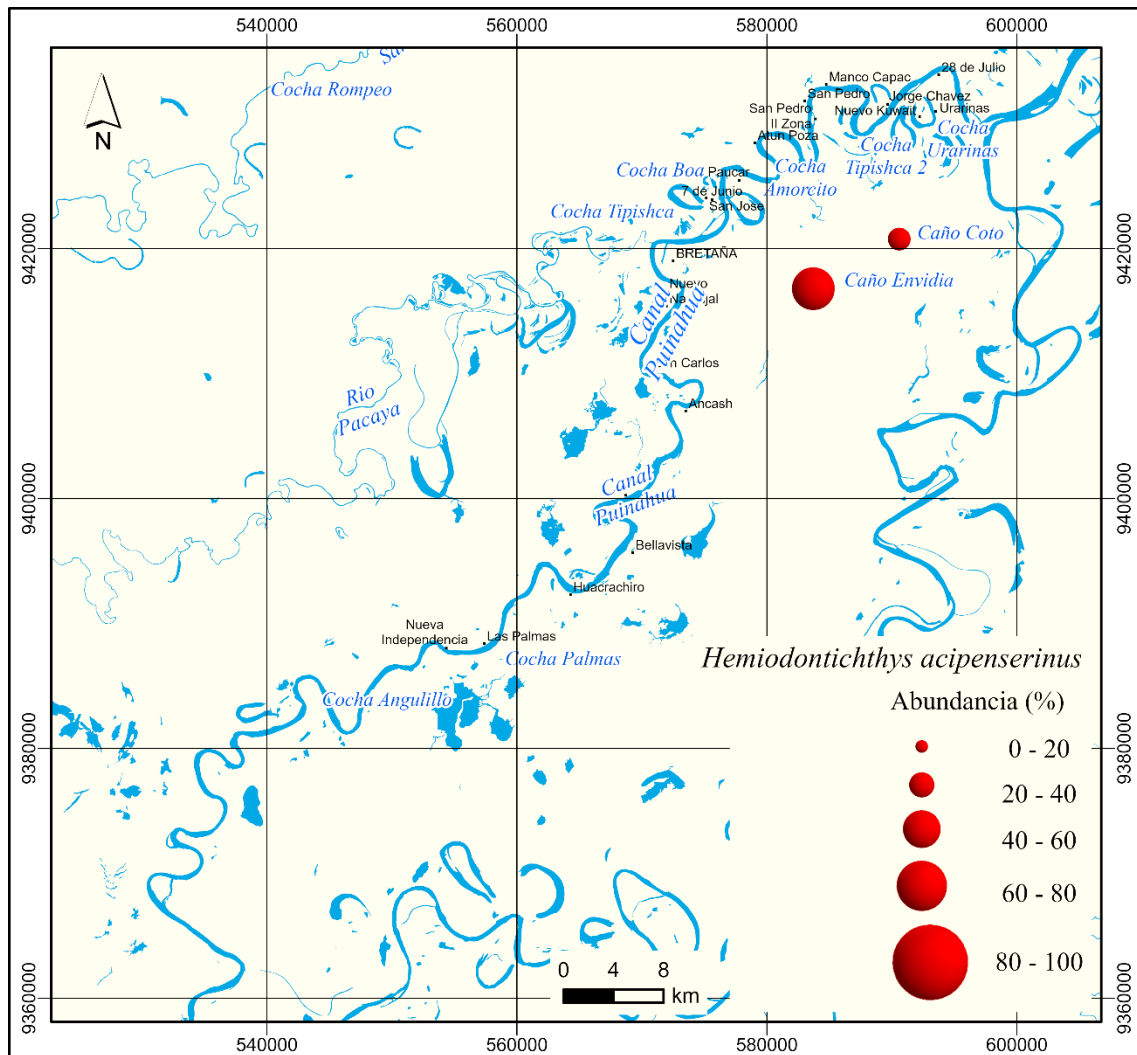 540000
560000
580000
600000
Sa
Cocha Rompeo
N
Manco Capac
28 de Julio
San Pedro
Jorge Chavez
San Pedro
Nuevo Kuwait
Urarinas
II Zona
Atun Poza
Cocha
Urarinas
Cocha
Tipishca 2
Cocha
Amorcito
Cocha Boa
Paucar
7 de Junio
San Jose
Cocha Tipishca
Caño Coto
BRETAÑA
Caño Envidia
Nuevo
Canal
Puinahua
Carlos
Rio
Pacaya
Ancash
Canal
Puinahua
Bellavista
Huacrachiro
Nueva
Independencia
Las Palmas
Cocha Palmas
Cocha Angulillo
Hemiodontichthys acipenserinus
Abundancia (%)
0 - 20
20 - 40
40 - 60
60 - 80
80 - 100
0 4 8
km
9420000
9400000
9380000
9360000
9420000
9400000
9380000
9360000
540000
560000
580000
600000